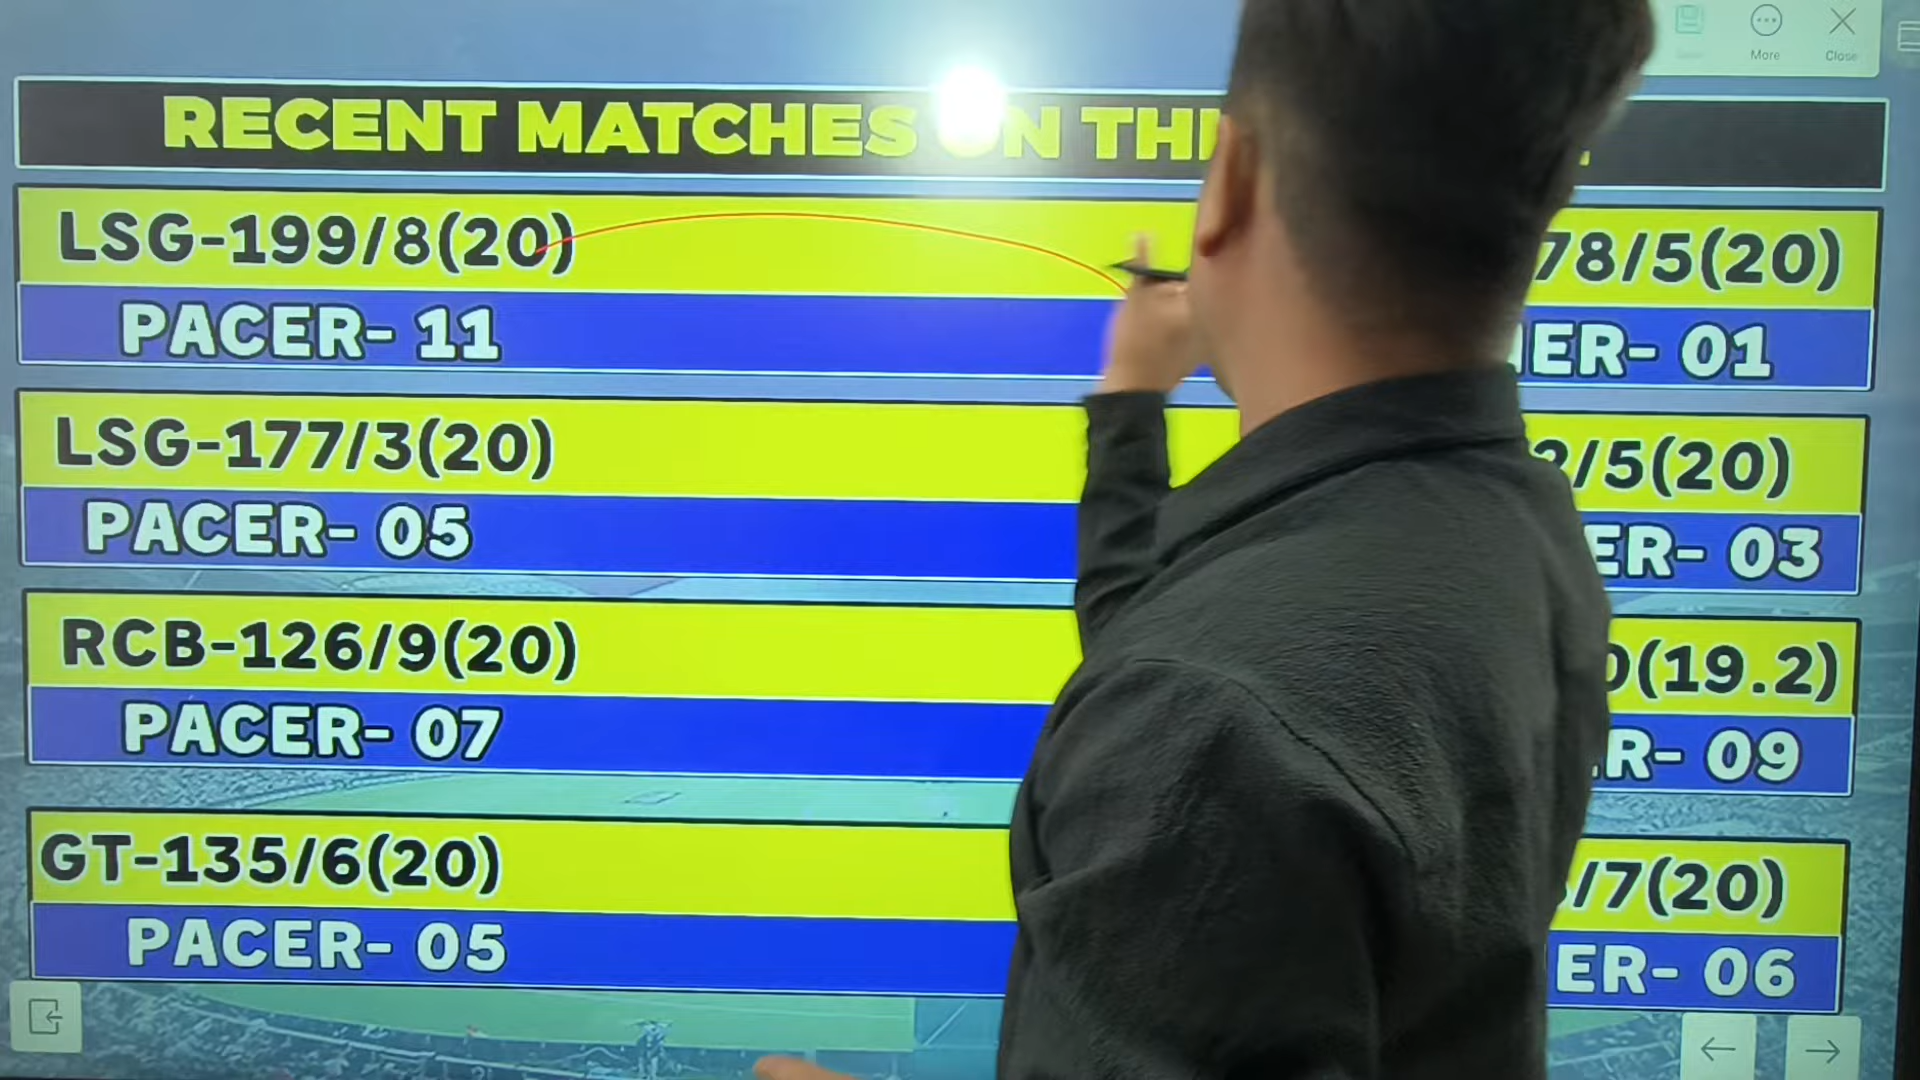 More
Close
RECENT MATCHES ON
LSG-199/8(20)
78/5(20)
PACER- 11
ER- 01
LSG-177/3(20)
/5(20)
PACER- 05
ER- 03
RCB-126/9(20)
(19.2)
PACER- 07
R- 09
GT-135/6(20)
/7(20)
PACER- 05
ER- 06